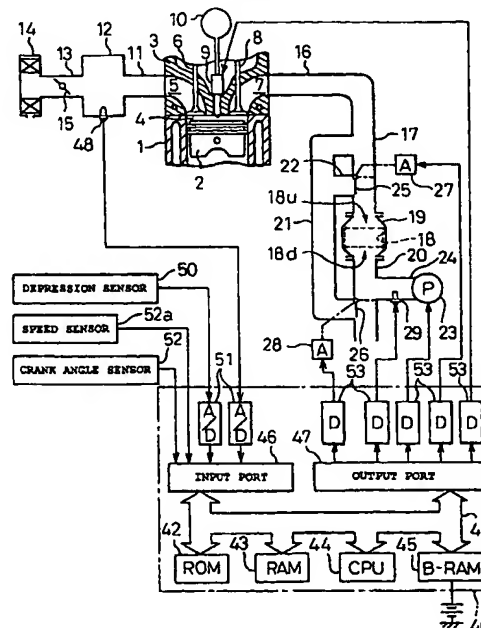 10
14 13 12 11 3 6 9 8 16
5 7
15 4
48 1
2
17
22 A
25 27
18u 19
21 18
18d 20 24
P
50
DEPRESSION SENSOR
52a
SPEED SENSOR
52
CRANK ANGLE SENSOR
26 29 23
28 A
51 53 53 53
A/D A/D D D D D D
46 47
INPUT PORT OUTPUT PORT
4
42 43 44 45
ROM RAM CPU B-RAM